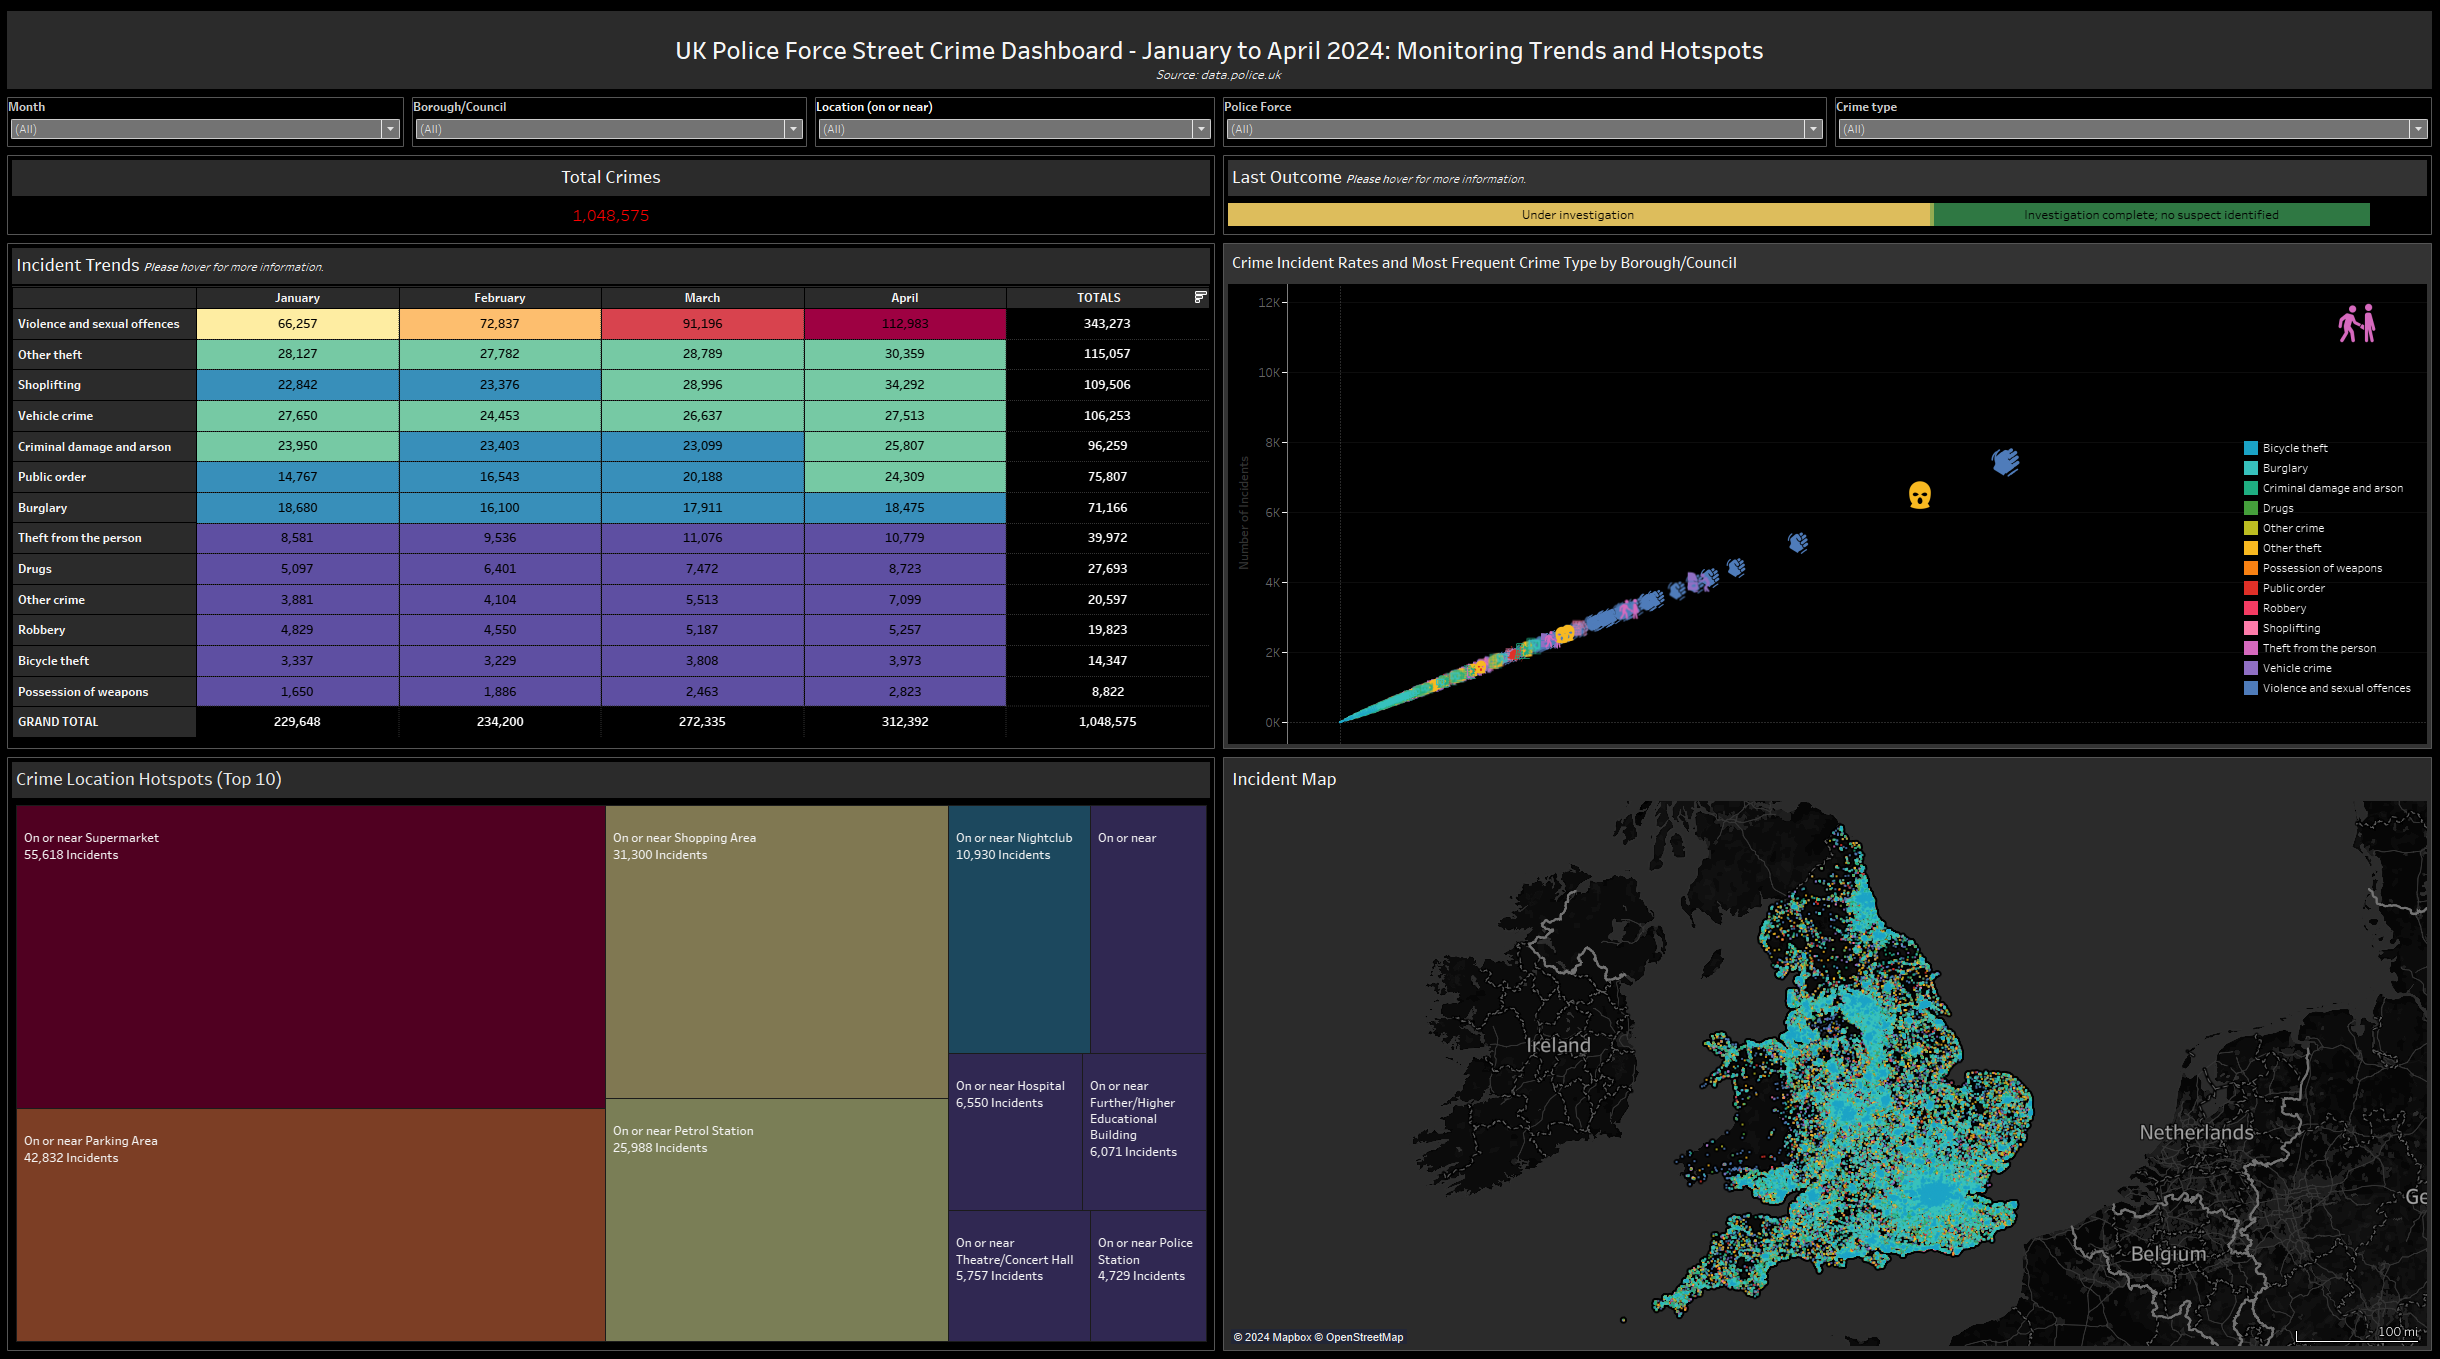 UK Police Force Street Crime Dashboard - January to April 2024: Monitoring Trends and Hotspots
Source: data.police.uk
Month
(All)
Borough/Council
(All)
Location (on or near)
(All)
Police Force
(All)
Crime type
(All)
Total Crimes
1,048,575
Last Outcome Please hover for more information.
Under investigation
Investigation complete; no suspect identified
Incident Trends Please hover for more information.
January February March April TOTALS
Violence and sexual offences 66,257 72,837 91,196 112,983 343,273
Other theft 28,127 27,782 28,789 30,359 115,057
Shoplifting 22,842 23,376 28,996 34,292 109,506
Vehicle crime 27,650 24,453 26,637 27,513 106,253
Criminal damage and arson 23,950 23,403 23,099 25,807 96,259
Public order 14,767 16,543 20,188 24,309 75,807
Burglary 18,680 16,100 17,911 18,475 71,166
Theft from the person 8,581 9,536 11,076 10,779 39,972
Drugs 5,097 6,401 7,472 8,723 27,693
Other crime 3,881 4,104 5,513 7,099 20,597
Robbery 4,829 4,550 5,187 5,257 19,823
Bicycle theft 3,337 3,229 3,808 3,973 14,347
Possession of weapons 1,650 1,886 2,463 2,823 8,822
GRAND TOTAL 229,648 234,200 272,335 312,392 1,048,575
Crime Incident Rates and Most Frequent Crime Type by Borough/Council
Number of Incidents
12K
10K
8K
6K
4K
2K
0K
Bicycle theft
Burglary
Criminal damage and arson
Drugs
Other crime
Other theft
Possession of weapons
Public order
Robbery
Shoplifting
Theft from the person
Vehicle crime
Violence and sexual offences
Crime Location Hotspots (Top 10)
On or near Supermarket
55,618 Incidents
On or near Parking Area
42,832 Incidents
On or near Shopping Area
31,300 Incidents
On or near Petrol Station
25,988 Incidents
On or near Nightclub
10,930 Incidents
On or near
On or near Hospital
6,550 Incidents
On or near
Further/Higher
Educational
Building
6,071 Incidents
On or near
Theatre/Concert Hall
5,757 Incidents
On or near Police
Station
4,729 Incidents
Incident Map
Ireland
Netherlands
Belgium
Ge
© 2024 Mapbox © OpenStreetMap
100 mi